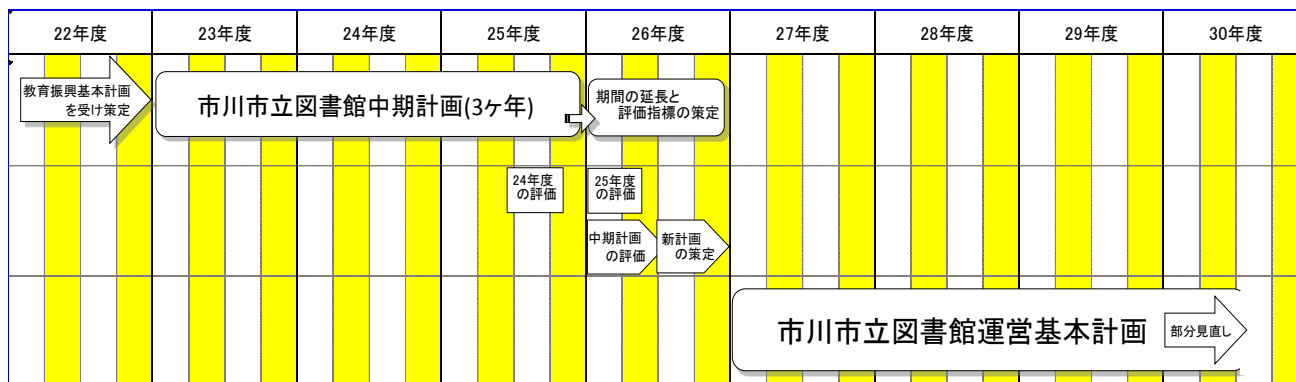 22年度
23年度
24年度
25年度
26年度
27年度
28年度
29年度
30年度
教育振興基本計画
を受け策定
市川市立図書館中期計画(3ヶ年)
期間の延長と
評価指標の策定
24年度
の評価
25年度
の評価
中期計画
の評価
新計画
の策定
市川市立図書館運営基本計画
部分見直し